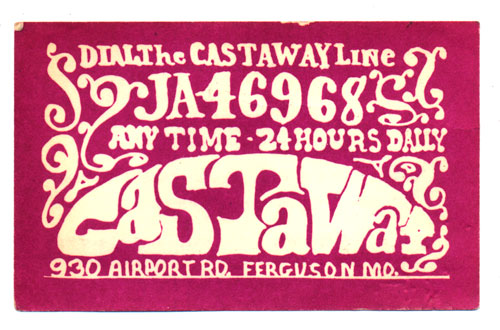 DIAL The CASTAWAY LINe
JA46968
ANY TIME - 24 HOURS DAILY
CaSTaWay
930 AIRPORT RD. FERGUSON MO.